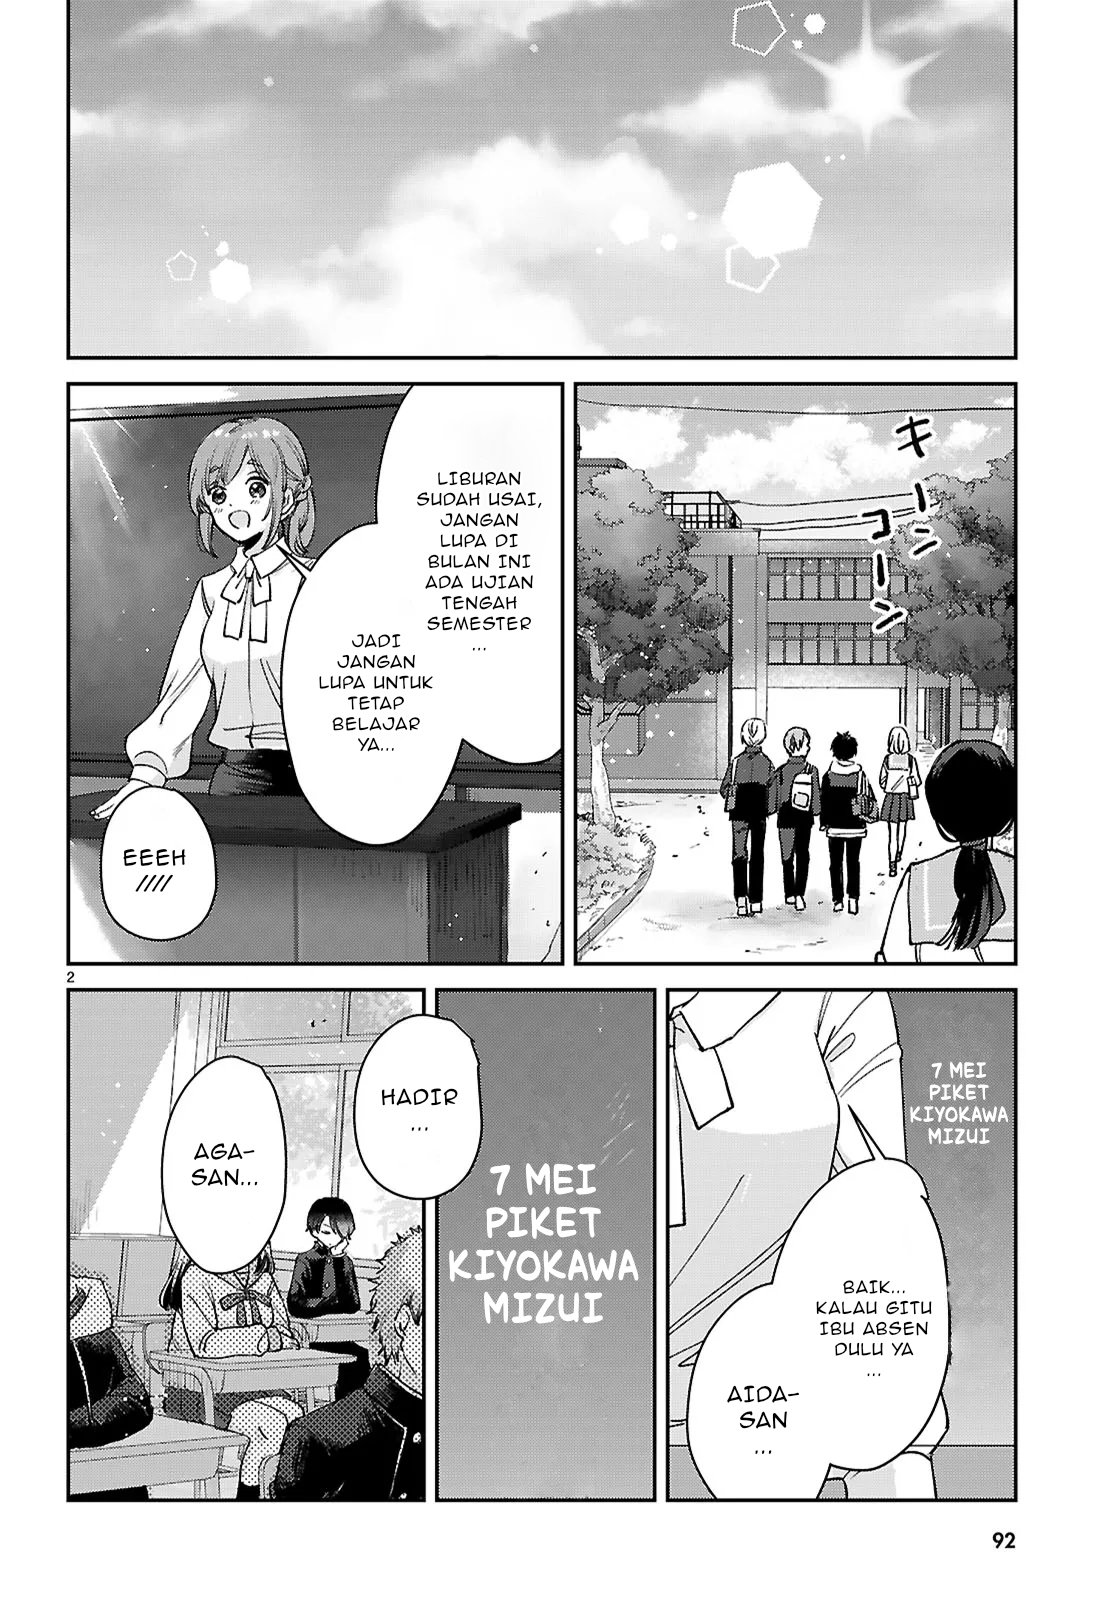 キーン
コーン
LIBURAN
SUDAH USAI,
JANGAN
LUPA DI
BULAN INI
ADA UJIAN
TENGAH
SEMESTER
...
JADI
JANGAN
LUPA UNTUK
TETAP
BELAJAR
YA...
EEEH
////
2
7 MEI
PIKET
KIYOKAWA
MIZUI
BAIK...
KALAU GITU
IBU ABSEN
DULU YA
...
AIDA-
SAN
...
7 MEI
PIKET
KIYOKAWA
MIZUI
HADIR
...
AGA-
SAN...
92